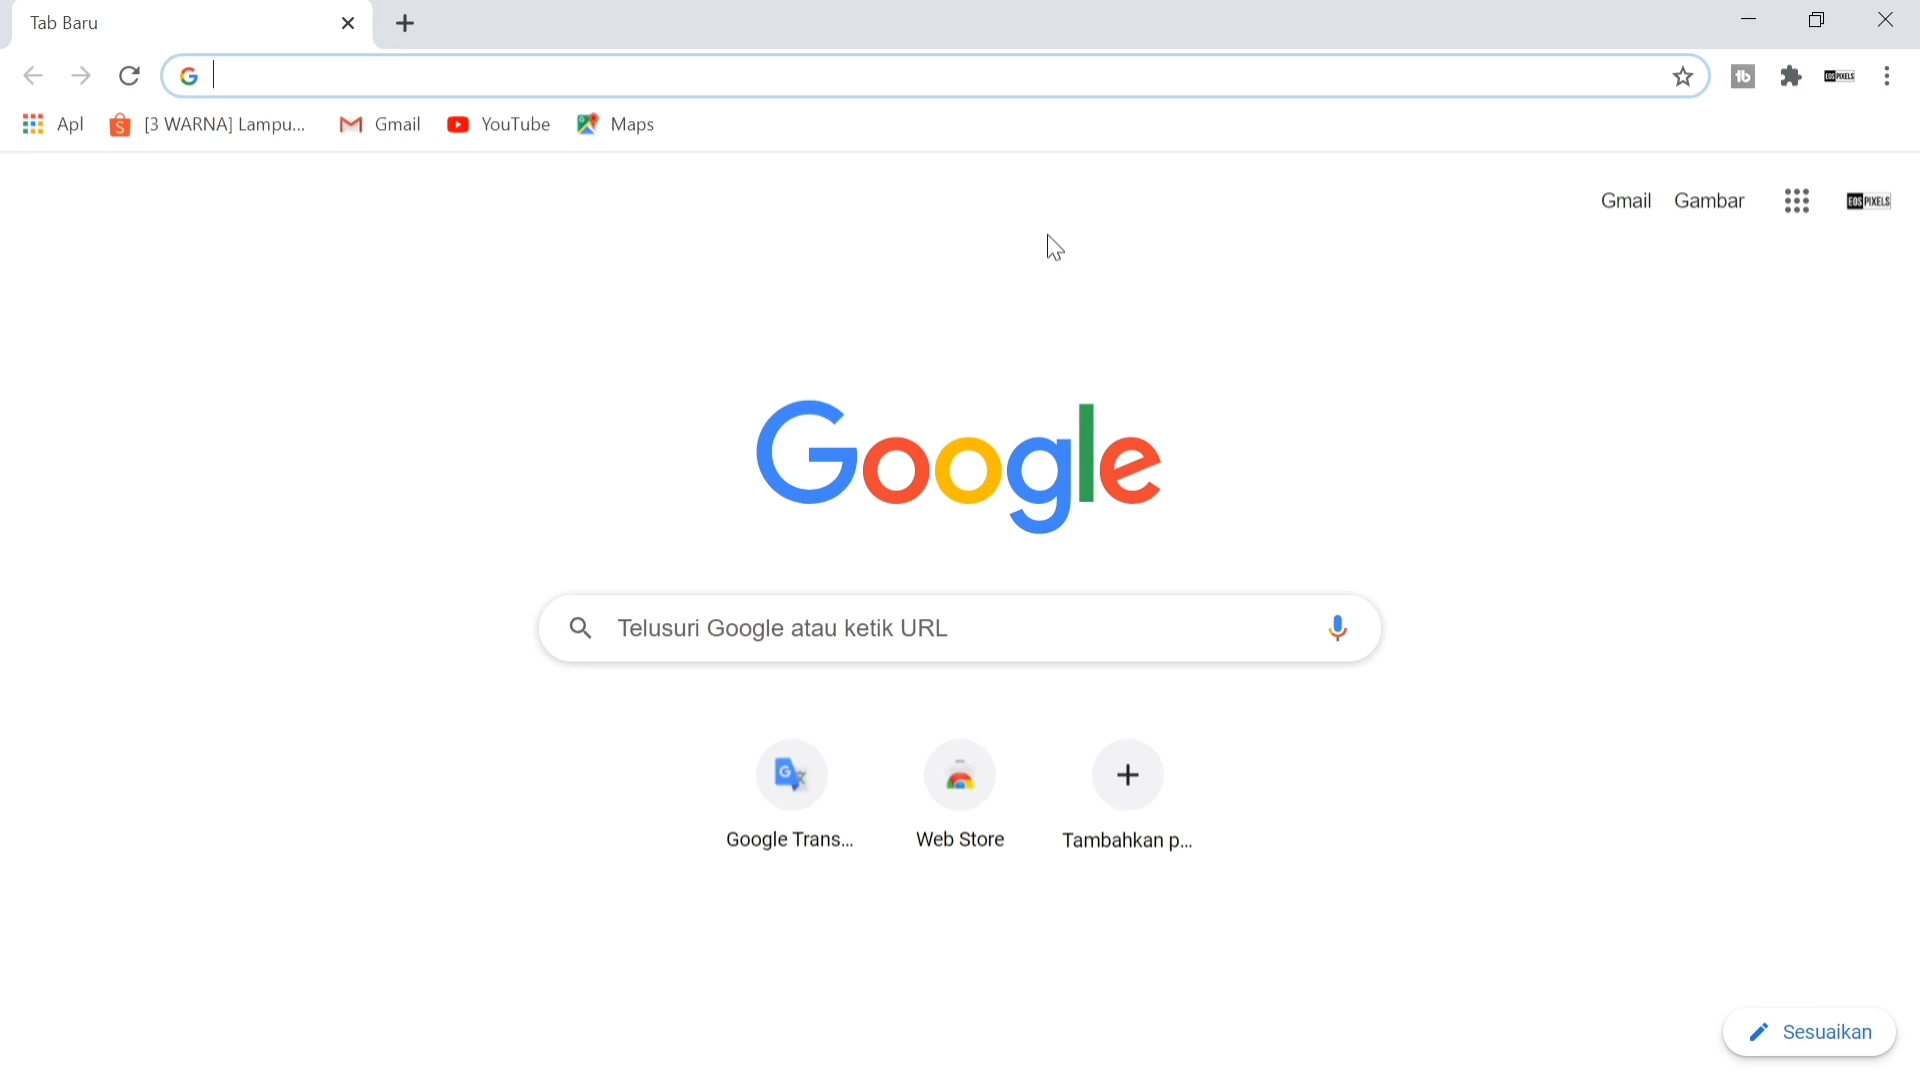 Tab Baru
Apl
[3 WARNA] Lampu...
Gmail
YouTube
Maps
Gmail
Gambar
EOS PIXELS
Google
Telusuri Google atau ketik URL
Google Trans...
Web Store
Tambahkan p...
Sesuaikan